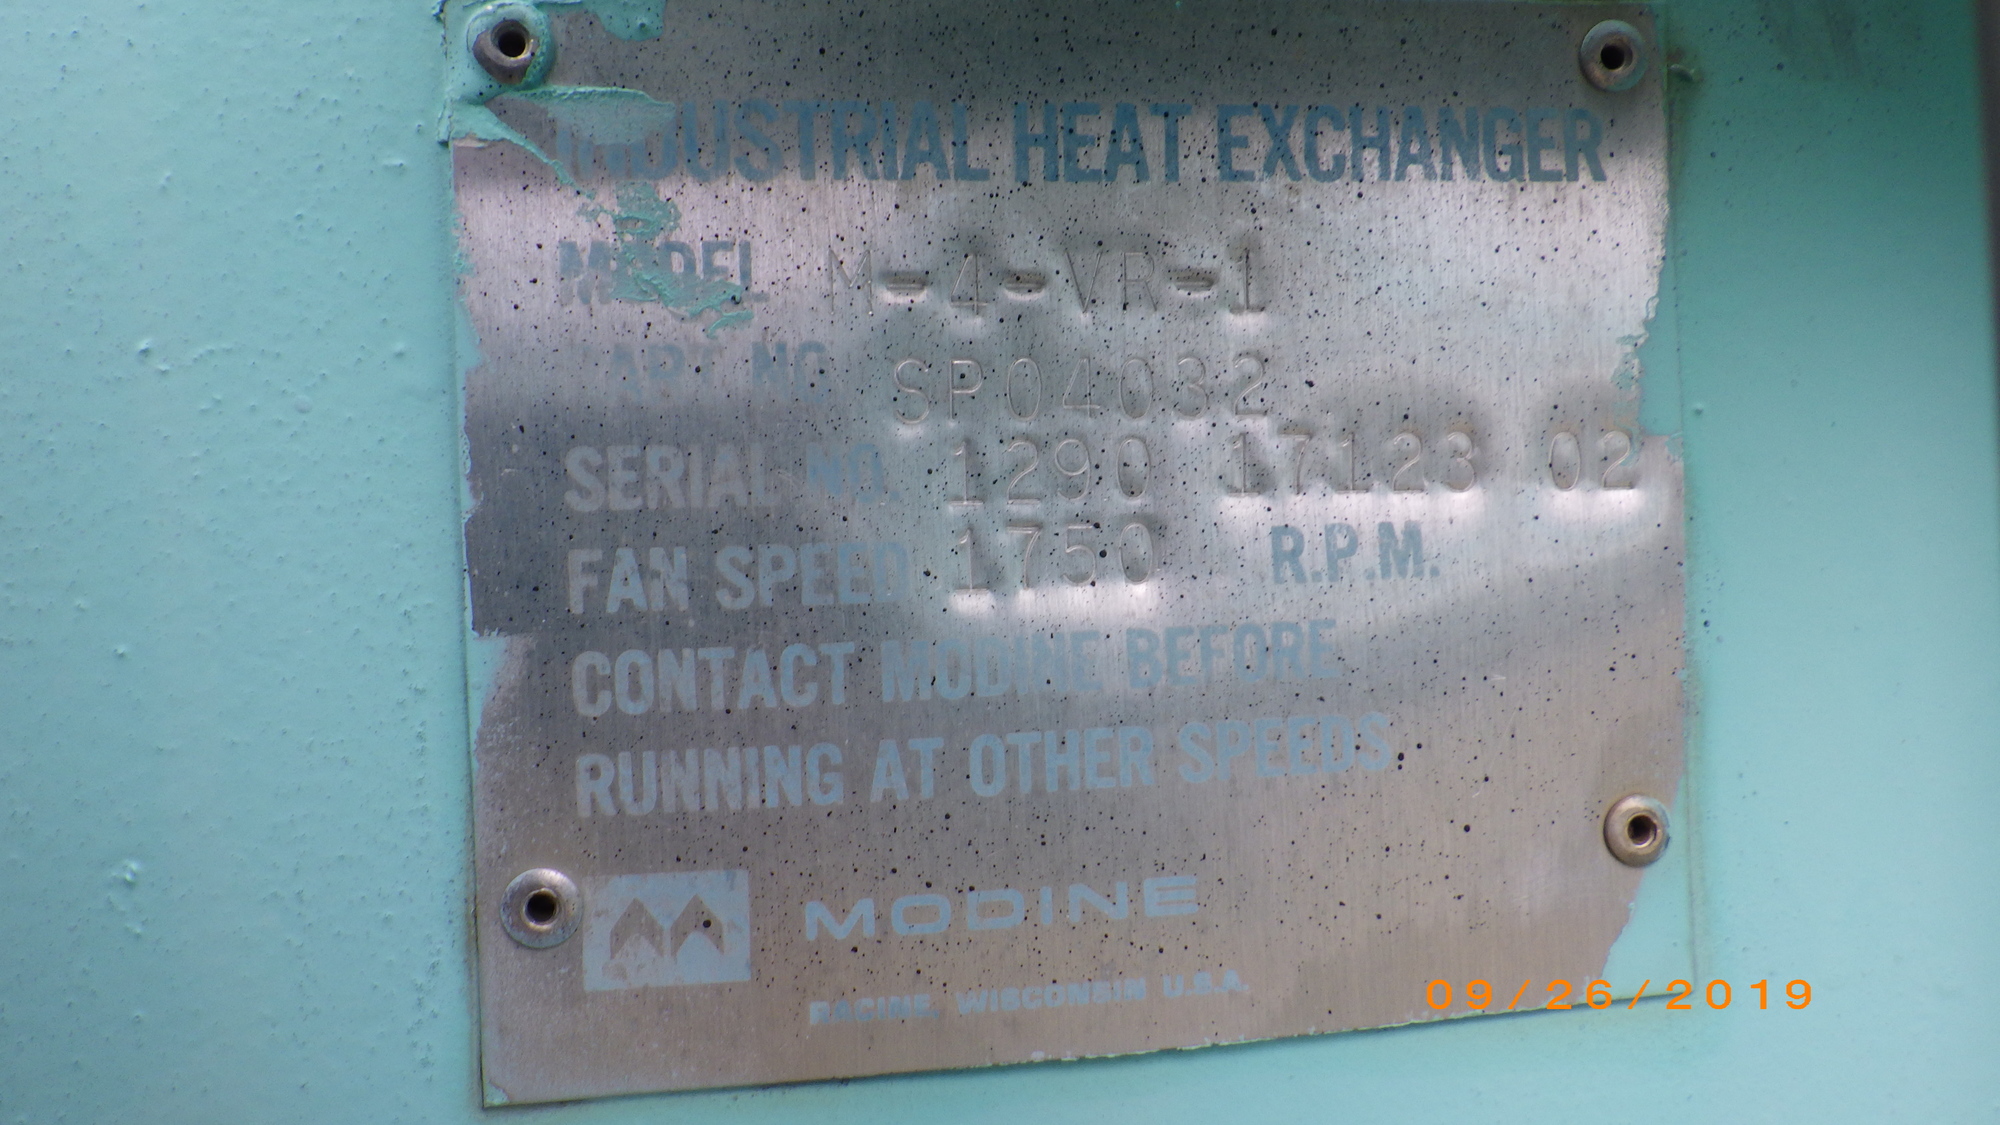 INDUSTRIAL HEAT EXCHANGER
MODEL M-4-VR-1
PART NO. SP04032
SERIAL NO. 1290 17123 02
FAN SPEED 1750 R.P.M.
CONTACT MODINE BEFORE
RUNNING AT OTHER SPEEDS
MODINE
RACINE, WISCONSIN U.S.A.
09/26/2019